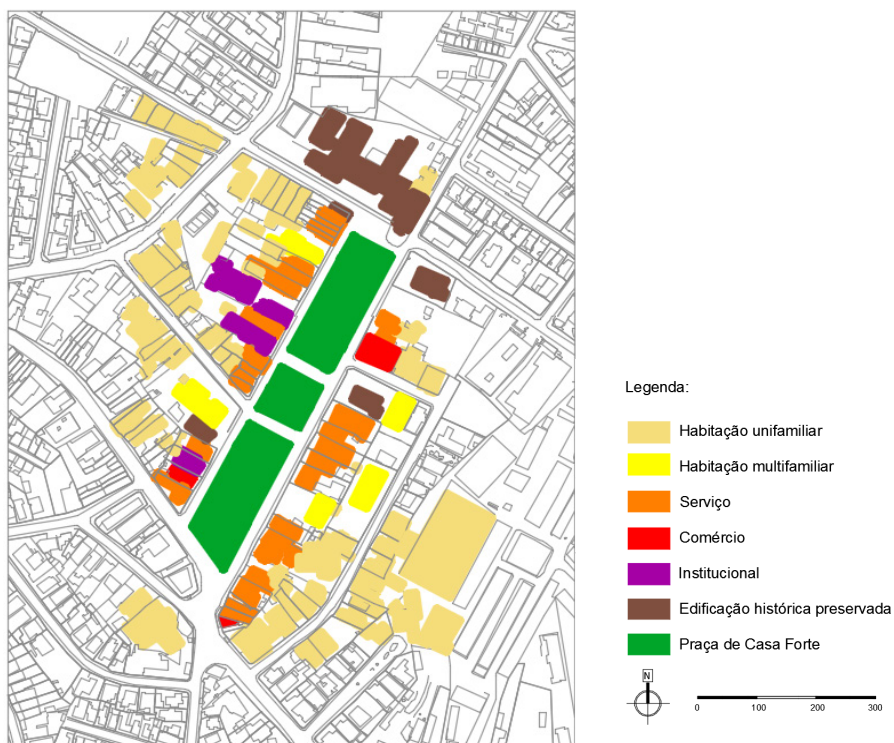 Legenda:
Habitação unifamiliar
Habitação multifamiliar
Serviço
Comércio
Institucional
Edificação histórica preservada
Praça de Casa Forte
N
0 100 200 300